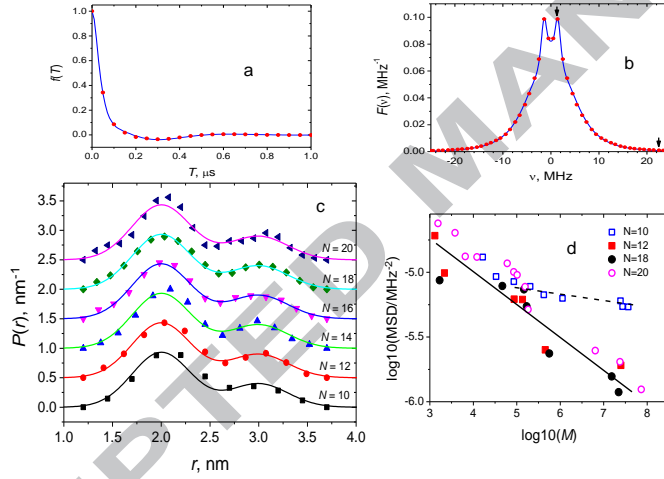 a
f(T)
1.0
0.8
0.6
0.4
0.2
0.0
0.0 0.2 0.4 0.6 0.8 1.0
T, μs
b
F(ν), MHz⁻¹
0.10
0.08
0.06
0.04
0.02
0.00
-20 -10 0 10 20
ν, MHz
c
P(r), nm⁻¹
3.5
3.0
2.5
2.0
1.5
1.0
0.5
0.0
N = 20
N = 18
N = 16
N = 14
N = 12
N = 10
1.0 1.5 2.0 2.5 3.0 3.5 4.0
r, nm
d
log10(MSD/MHz⁻²)
-5.0
-5.5
-6.0
N=10
N=12
N=18
N=20
3 4 5 6 7 8
log10(M)
PTED MAN